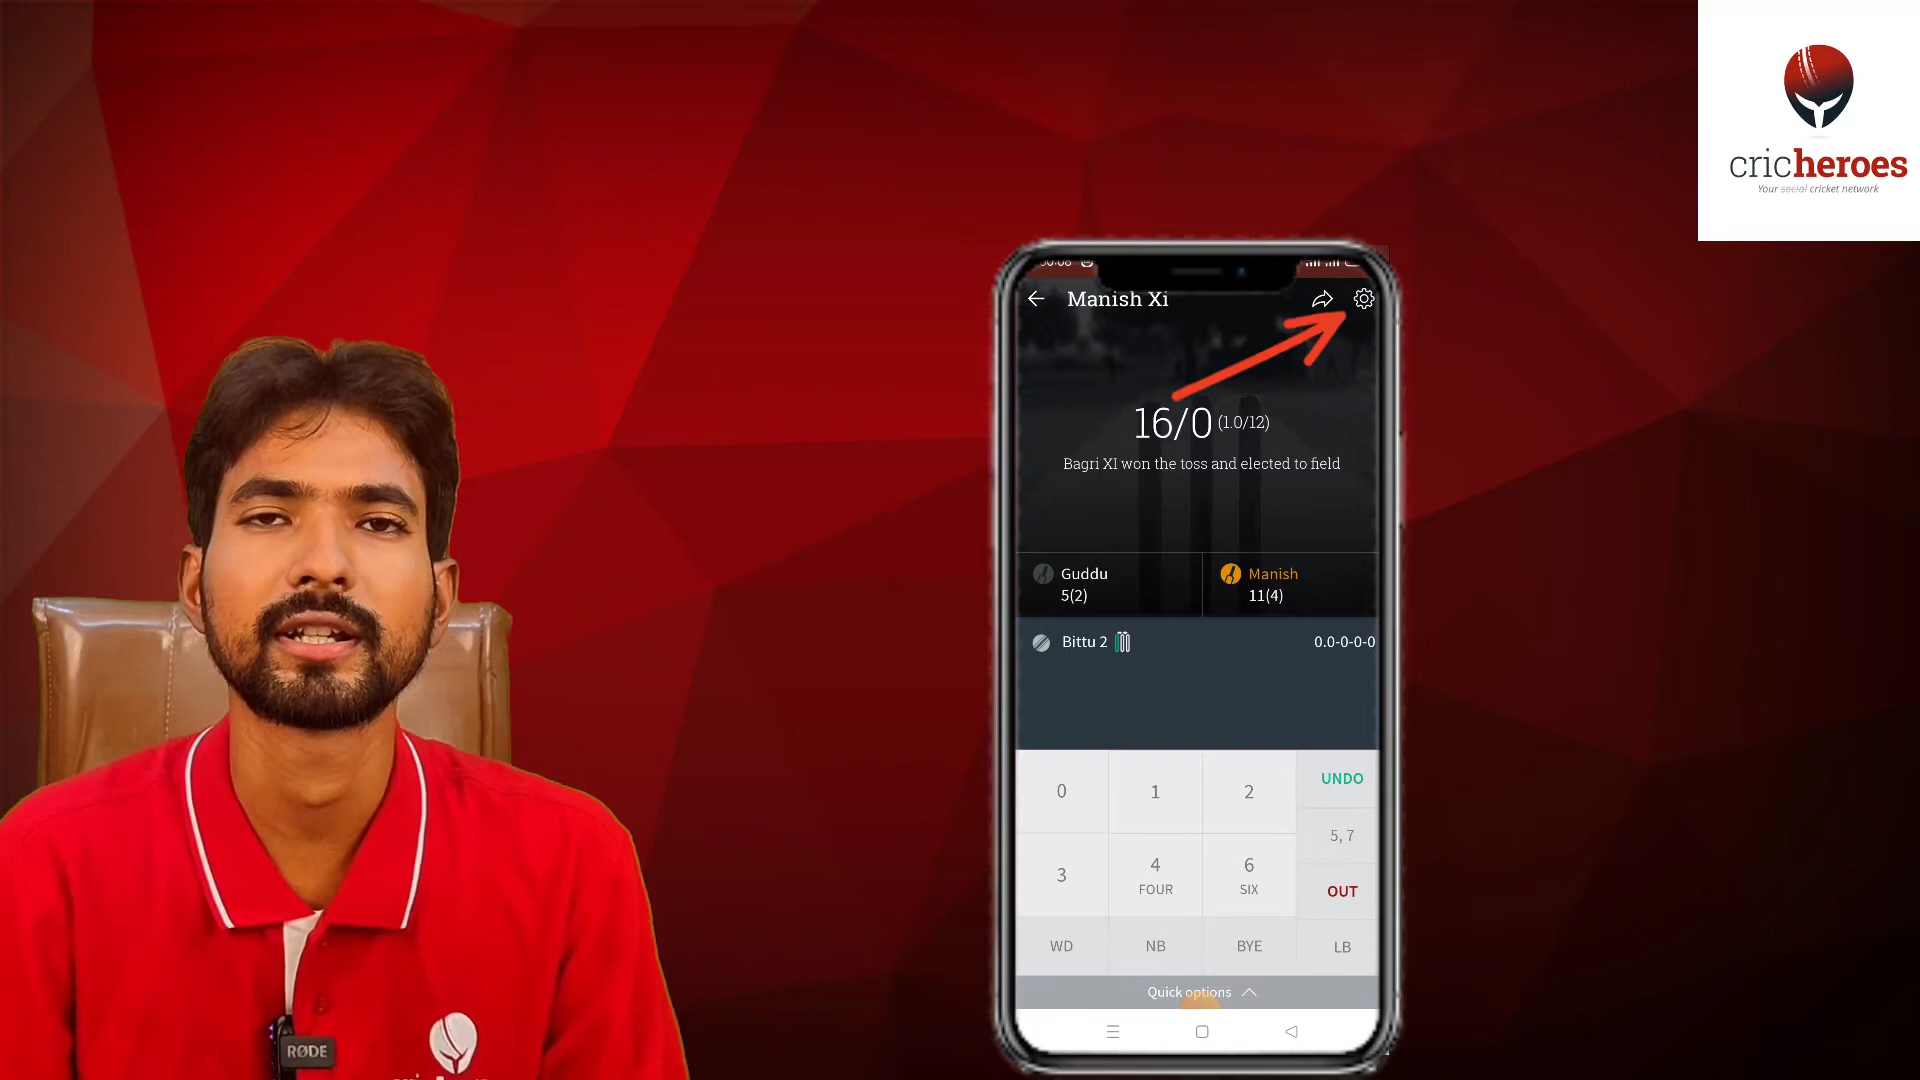 cricheroes
Your social cricket network
Manish Xi
16/0 (1.0/12)
Bagri XI won the toss and elected to field
Guddu
5(2)
Manish
11(4)
Bittu 2
0.0-0-0-0
0
1
2
UNDO
5, 7
3
4
FOUR
6
SIX
OUT
WD
NB
BYE
LB
Quick options
RØDE